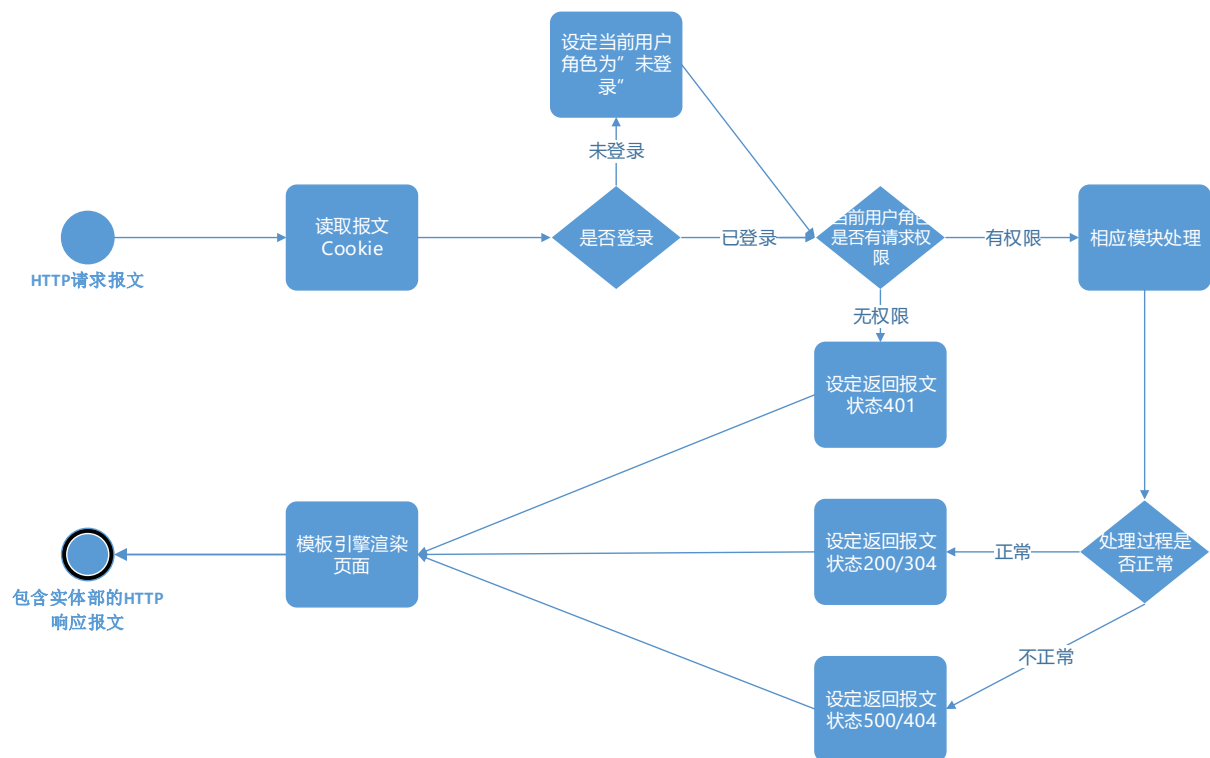 设定当前用户
角色为”未登
录”
未登录
HTTP请求报文
读取报文
Cookie
是否登录
已登录
当前用户角色
是否有请求权
限
有权限
相应模块处理
无权限
设定返回报文
状态401
模板引擎渲染
页面
包含实体部的HTTP
响应报文
设定返回报文
状态200/304
正常
处理过程是
否正常
不正常
设定返回报文
状态500/404